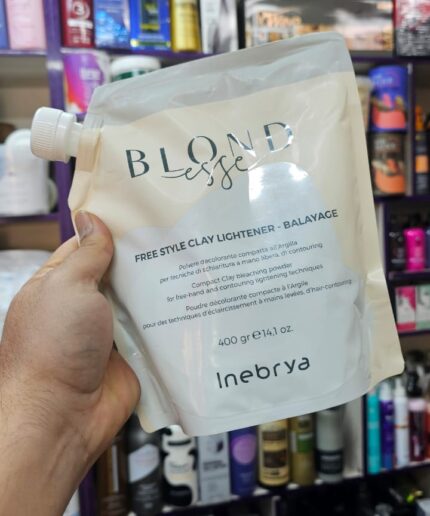 BLOND
esse
FREE STYLE CLAY LIGHTENER - BALAYAGE
Polvere decolorante compatta all'Argilla
per tecniche di schiaritura a mano libera, di contouring
Compact Clay bleaching powder
for free-hand and contouring lightening techniques
Poudre décolorante compacte à l'Argile
pour des techniques d'éclaircissement à mains levées, d'hair-contouring
400 gr e 14,1 oz.
Inebrya